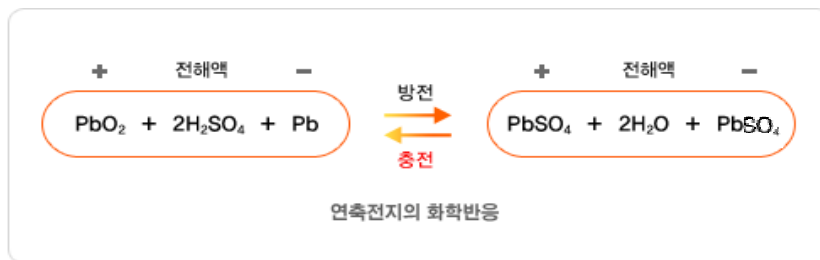 + 전해액 − + 전해액 −
방전
PbO₂ + 2H₂SO₄ + Pb PbSO₄ + 2H₂O + PbSO₄
충전
연축전지의 화학반응